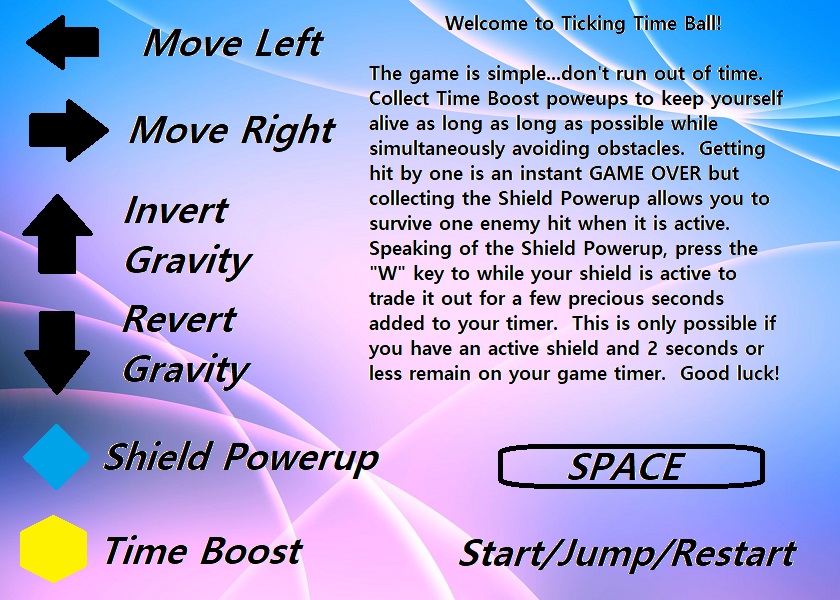 Move Left
Move Right
Invert
Gravity
Revert
Gravity
Shield Powerup
Time Boost
Welcome to Ticking Time Ball!
The game is simple...don't run out of time.
Collect Time Boost poweups to keep yourself
alive as long as long as possible while
simultaneously avoiding obstacles.  Getting
hit by one is an instant GAME OVER but
collecting the Shield Powerup allows you to
survive one enemy hit when it is active.
Speaking of the Shield Powerup, press the
"W" key to while your shield is active to
trade it out for a few precious seconds
added to your timer.  This is only possible if
you have an active shield and 2 seconds or
less remain on your game timer.  Good luck!
SPACE
Start/Jump/Restart